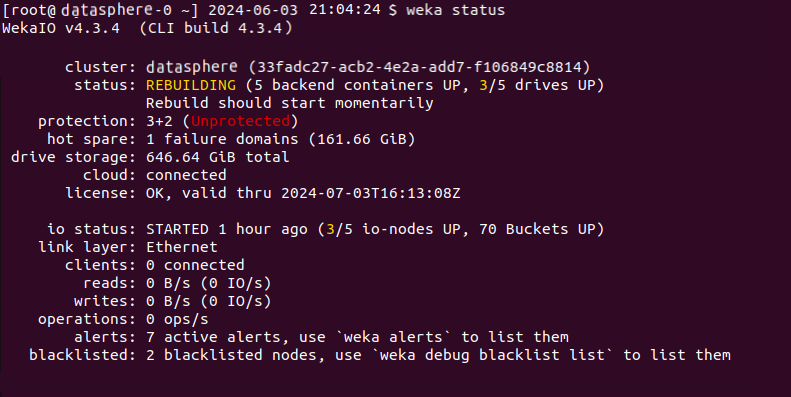 [root@ datasphere-0 ~] 2024-06-03 21:04:24 $ weka status
WekaIO v4.3.4 (CLI build 4.3.4)
cluster: datasphere (33fadc27-acb2-4e2a-add7-f106849c8814)
status: REBUILDING (5 backend containers UP, 3/5 drives UP)
Rebuild should start momentarily
protection: 3+2 (Unprotected)
hot spare: 1 failure domains (161.66 GiB)
drive storage: 646.64 GiB total
cloud: connected
license: OK, valid thru 2024-07-03T16:13:08Z
io status: STARTED 1 hour ago (3/5 io-nodes UP, 70 Buckets UP)
link layer: Ethernet
clients: 0 connected
reads: 0 B/s (0 IO/s)
writes: 0 B/s (0 IO/s)
operations: 0 ops/s
alerts: 7 active alerts, use `weka alerts` to list them
blacklisted: 2 blacklisted nodes, use `weka debug blacklist list` to list them